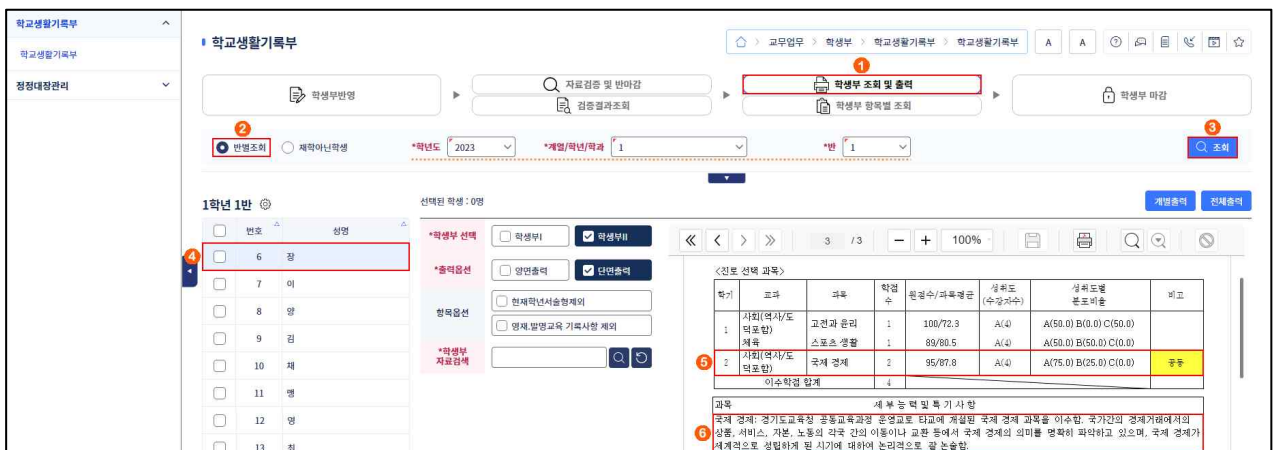 학교생활기록부
학교생활기록부
정정대장관리
학교생활기록부
교무업무 > 학생부 > 학교생활기록부 > 학교생활기록부
A A
1
학생부반영
자료검증 및 반마감
검증결과조회
학생부 조회 및 출력
학생부 항목별 조회
학생부 마감
2
3
반별조회 재학아닌학생 *학년도 2023 *계열/학년/학과 1 *반 1 조회
1학년 1반
선택된 학생 : 0명
개별출력 전체출력
번호 성명
4
6 장
7 이
8 양
9 김
10 채
11 맹
12 영
13 최
*학생부 선택 학생부I 학생부II
*출력옵션 양면출력 단면출력
항목옵션 현재학년서술형제외
영재.발명교육 기록사항 제외
*학생부
자료검색
3 /3 100%
<진로 선택 과목>
학기 교과 과목 학점수 원점수/과목평균 성취도(수강자수) 성취도별 분포비율 비고
1 사회(역사/도덕포함) 고전과 윤리 1 100/72.3 A(4) A(50.0) B(0.0) C(50.0)
체육 스포츠 생활 1 89/80.5 A(4) A(50.0) B(50.0) C(0.0)
5
2 사회(역사/도덕포함) 국제 경제 2 95/87.8 A(4) A(75.0) B(25.0) C(0.0) 공동
이수학점 합계 4
과목 세 부 능 력 및 특 기 사 항
6
국제 경제: 경기도교육청 공동교육과정 운영교로 타교에 개설된 국제 경제 과목을 이수함. 국가간의 경제거래에서의
상품, 서비스, 자본, 노동의 각국 간의 이동이나 교환 등에서 국제 경제의 의미를 명확히 파악하고 있으며, 국제 경제가
세계적으로 성립하게 된 시기에 대하여 논리적으로 잘 논술함.